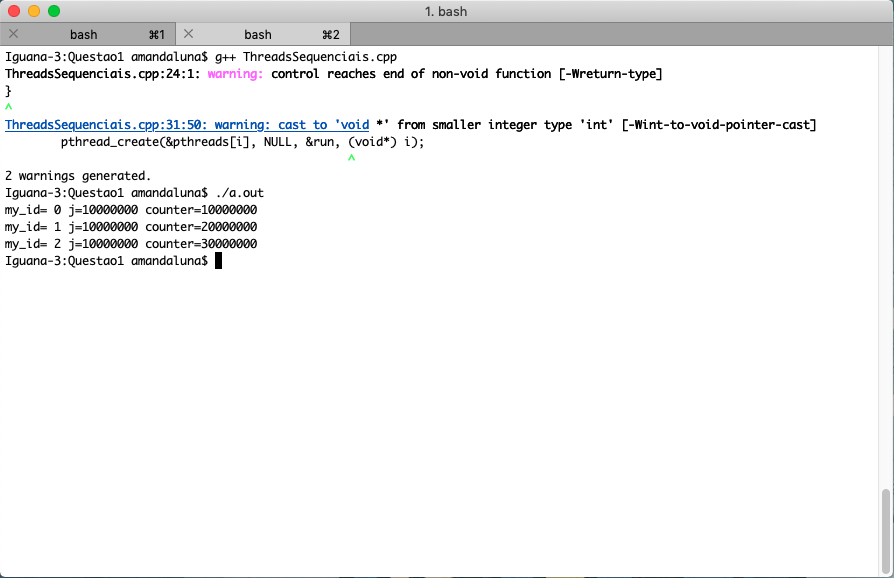 1. bash
bash ⌘1 bash ⌘2
Iguana-3:Questao1 amandaluna$ g++ ThreadsSequenciais.cpp
ThreadsSequenciais.cpp:24:1: warning: control reaches end of non-void function [-Wreturn-type]
}
^
ThreadsSequenciais.cpp:31:50: warning: cast to 'void *' from smaller integer type 'int' [-Wint-to-void-pointer-cast]
pthread_create(&pthreads[i], NULL, &run, (void*) i);
^
2 warnings generated.
Iguana-3:Questao1 amandaluna$ ./a.out
my_id= 0 j=10000000 counter=10000000
my_id= 1 j=10000000 counter=20000000
my_id= 2 j=10000000 counter=30000000
Iguana-3:Questao1 amandaluna$